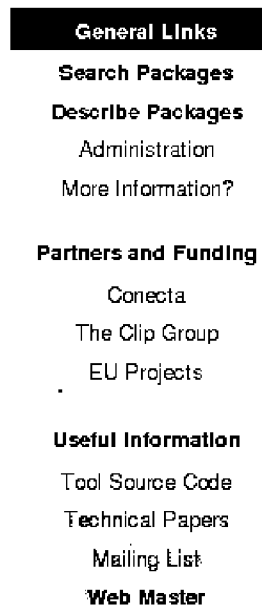 General Links
Search Packages
Describe Packages
Administration
More Information?
Partners and Funding
Conecta
The Clip Group
EU Projects
Useful Information
Tool Source Code
Technical Papers
Mailing List
Web Master